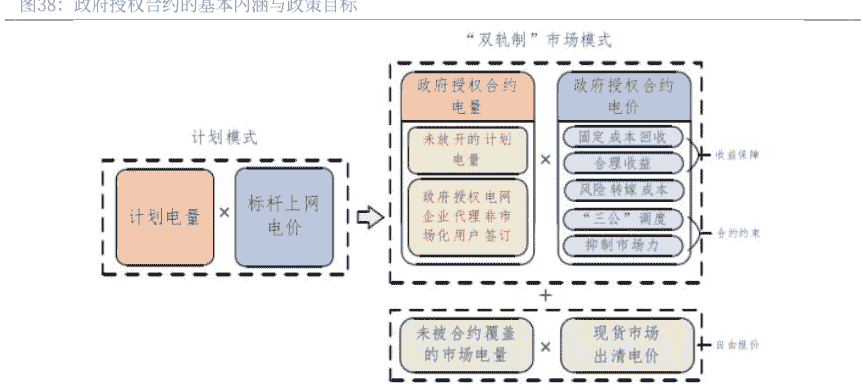 图38：政府授权合约的基本内涵与政策目标
“双轨制”市场模式
计划模式
计划电量
×
标杆上网
电价
政府授权合约
电量
未放开的计划
电量
政府授权电网
企业代理非市
场化用户签订
×
政府授权合约
电价
固定成本回收
合理收益
风险转嫁成本
“三公”调度
抑制市场力
收益保障
合约约束
+
未被合约覆盖
的市场电量
×
现货市场
出清电价
自由报价